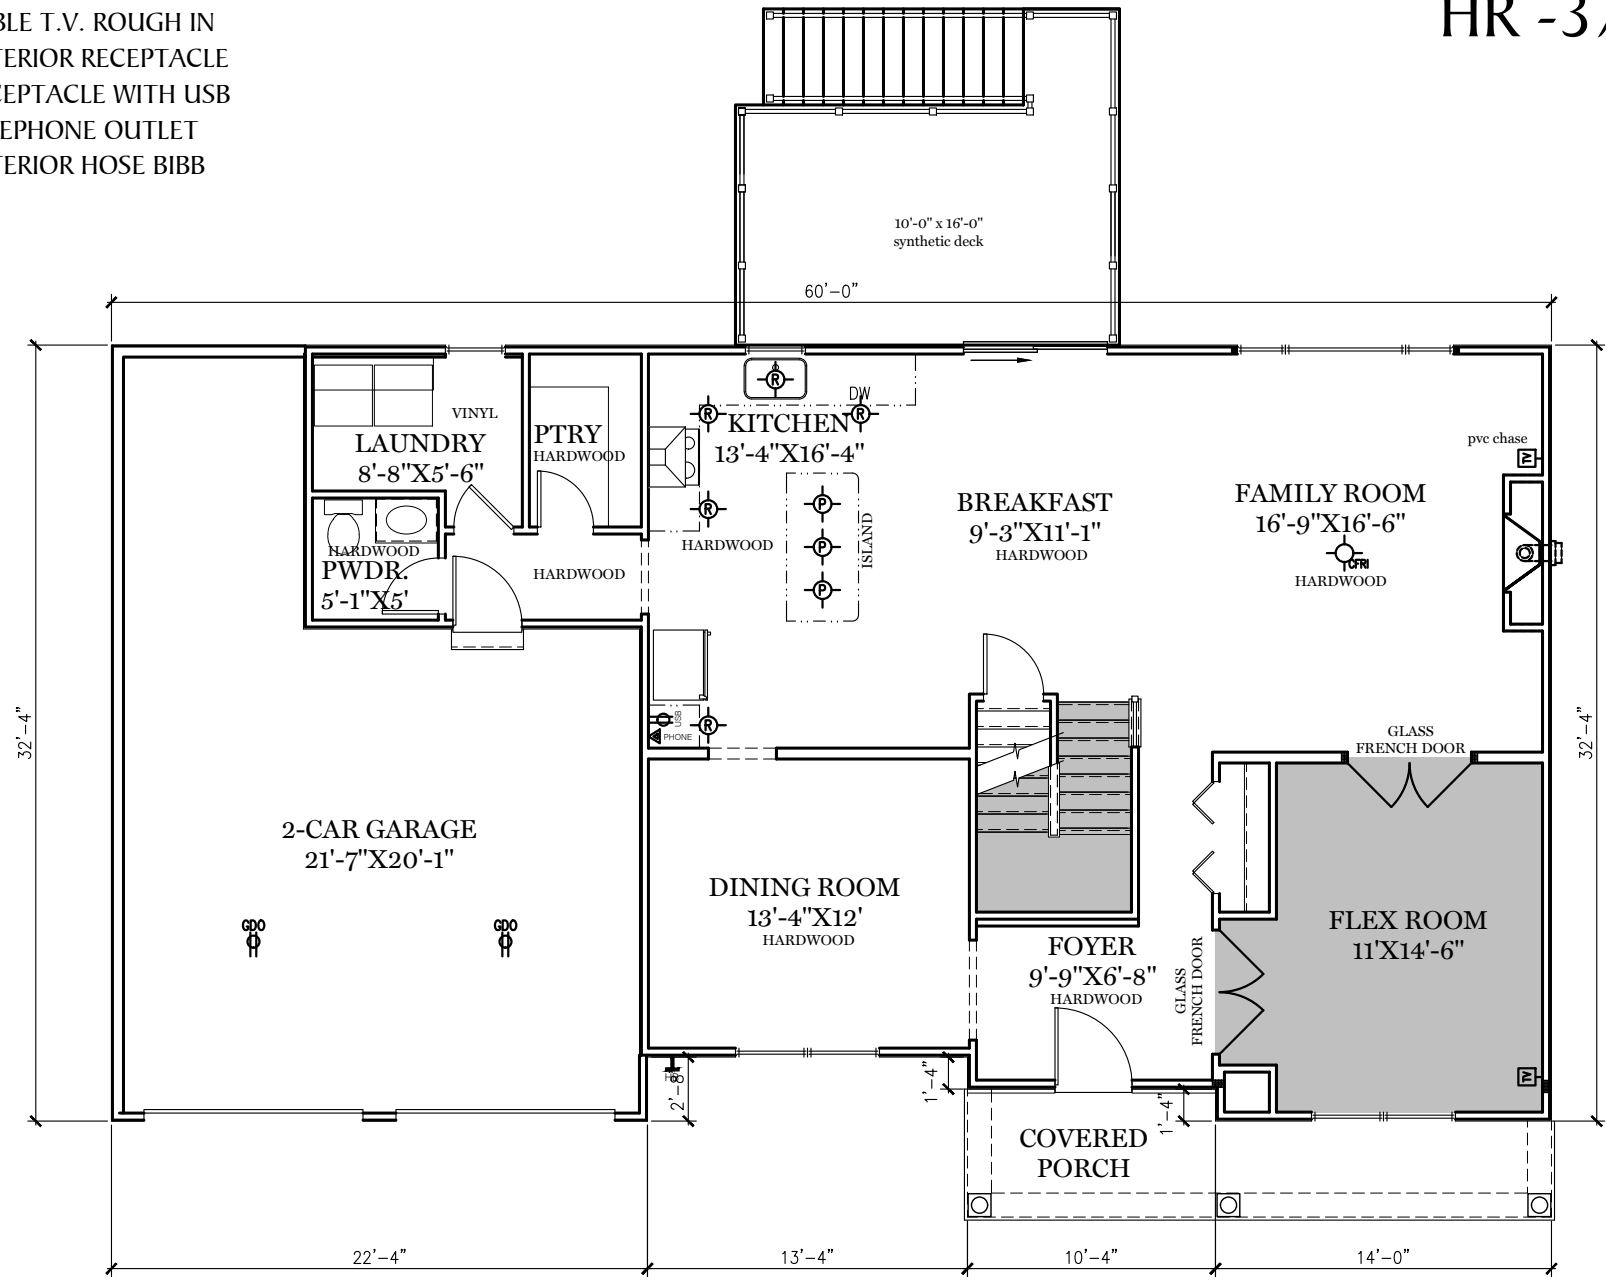 BLE T.V. ROUGH IN
TERIOR RECEPTACLE
CEPTACLE WITH USB
EPHONE OUTLET
TERIOR HOSE BIBB
HR -3
10'-0" x 16'-0"
synthetic deck
60'-0"
VINYL
LAUNDRY
8'-8"X5'-6"
PTRY
HARDWOOD
R
R
DW
R
KITCHEN
13'-4"X16'-4"
pvc chase
TV
R
P
P
P
ISLAND
HARDWOOD
BREAKFAST
9'-3"X11'-1"
HARDWOOD
FAMILY ROOM
16'-9"X16'-6"
CFRI
HARDWOOD
HARDWOOD
PWDR.
5'-1"X5'
HARDWOOD
32'-4"
USB
PHONE
R
GLASS
FRENCH DOOR
32'-4"
2-CAR GARAGE
21'-7"X20'-1"
GDO
GDO
DINING ROOM
13'-4"X12'
HARDWOOD
FOYER
9'-9"X6'-8"
HARDWOOD
GLASS
FRENCH DOOR
FLEX ROOM
11'X14'-6"
TV
2'-8"
1'-4"
1'-4"
COVERED
PORCH
22'-4"
13'-4"
10'-4"
14'-0"